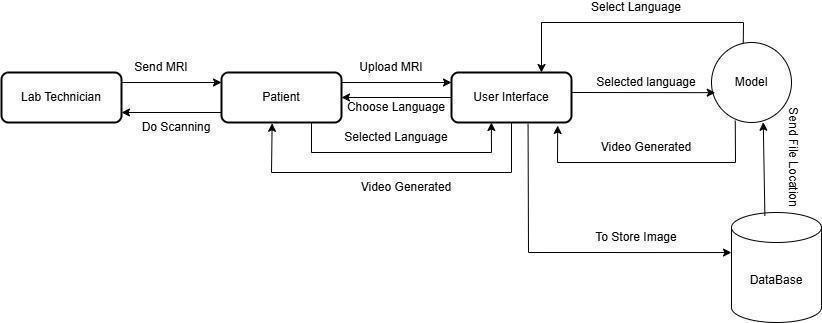 Select Language
Send MRI
Upload MRI
Lab Technician
Patient
User Interface
Selected language
Model
Choose Language
Do Scanning
Selected Language
Video Generated
Send File Location
Video Generated
To Store Image
DataBase